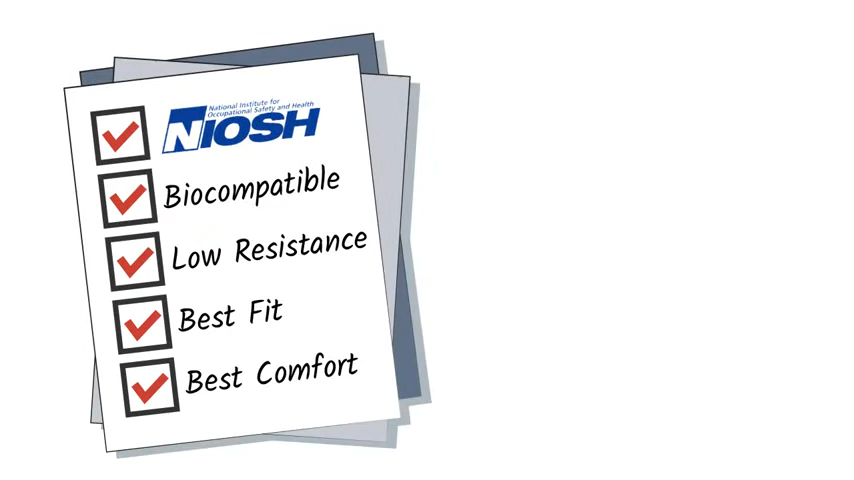 National Institute for
Occupational Safety and Health
NIOSH
Biocompatible
Low Resistance
Best Fit
Best Comfort